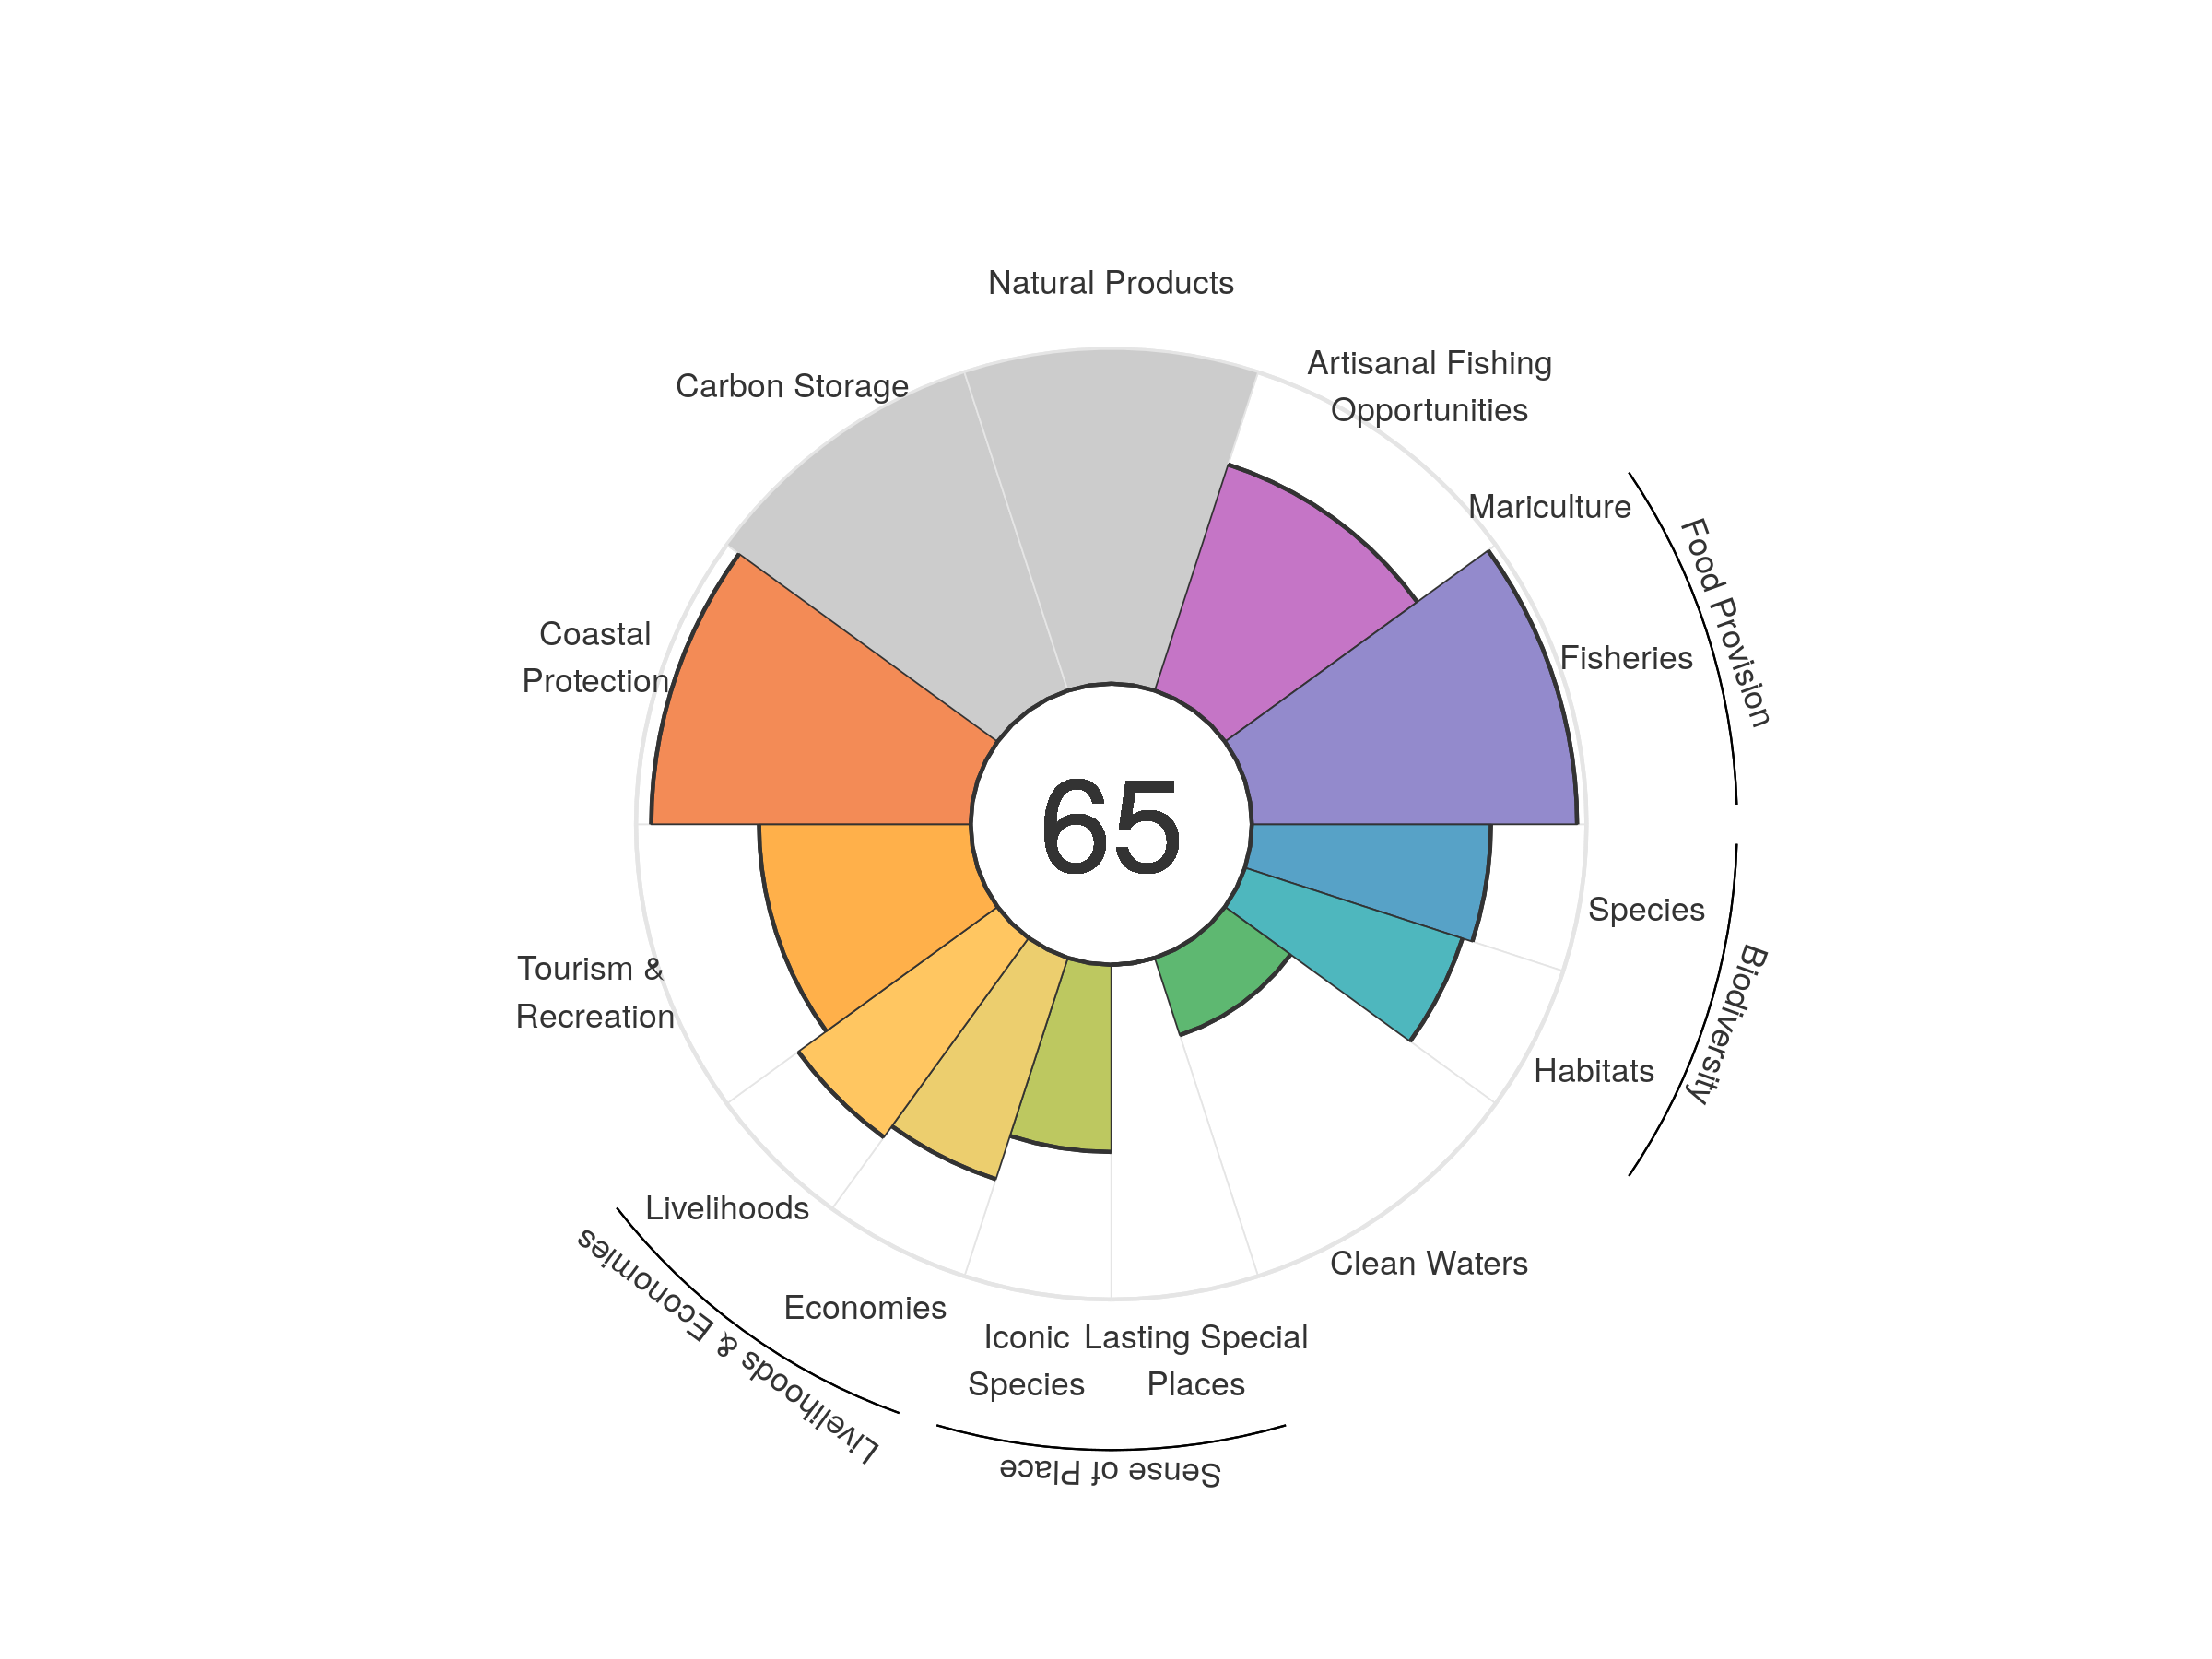 Natural Products
Artisanal Fishing
Opportunities
Carbon Storage
Mariculture
Food Provision
Fisheries
Coastal
Protection
65
Species
Biodiversity
Habitats
Tourism &
Recreation
Livelihoods
Livelihoods & Economies
Clean Waters
Economies
Iconic
Species
Lasting Special
Places
Sense of Place